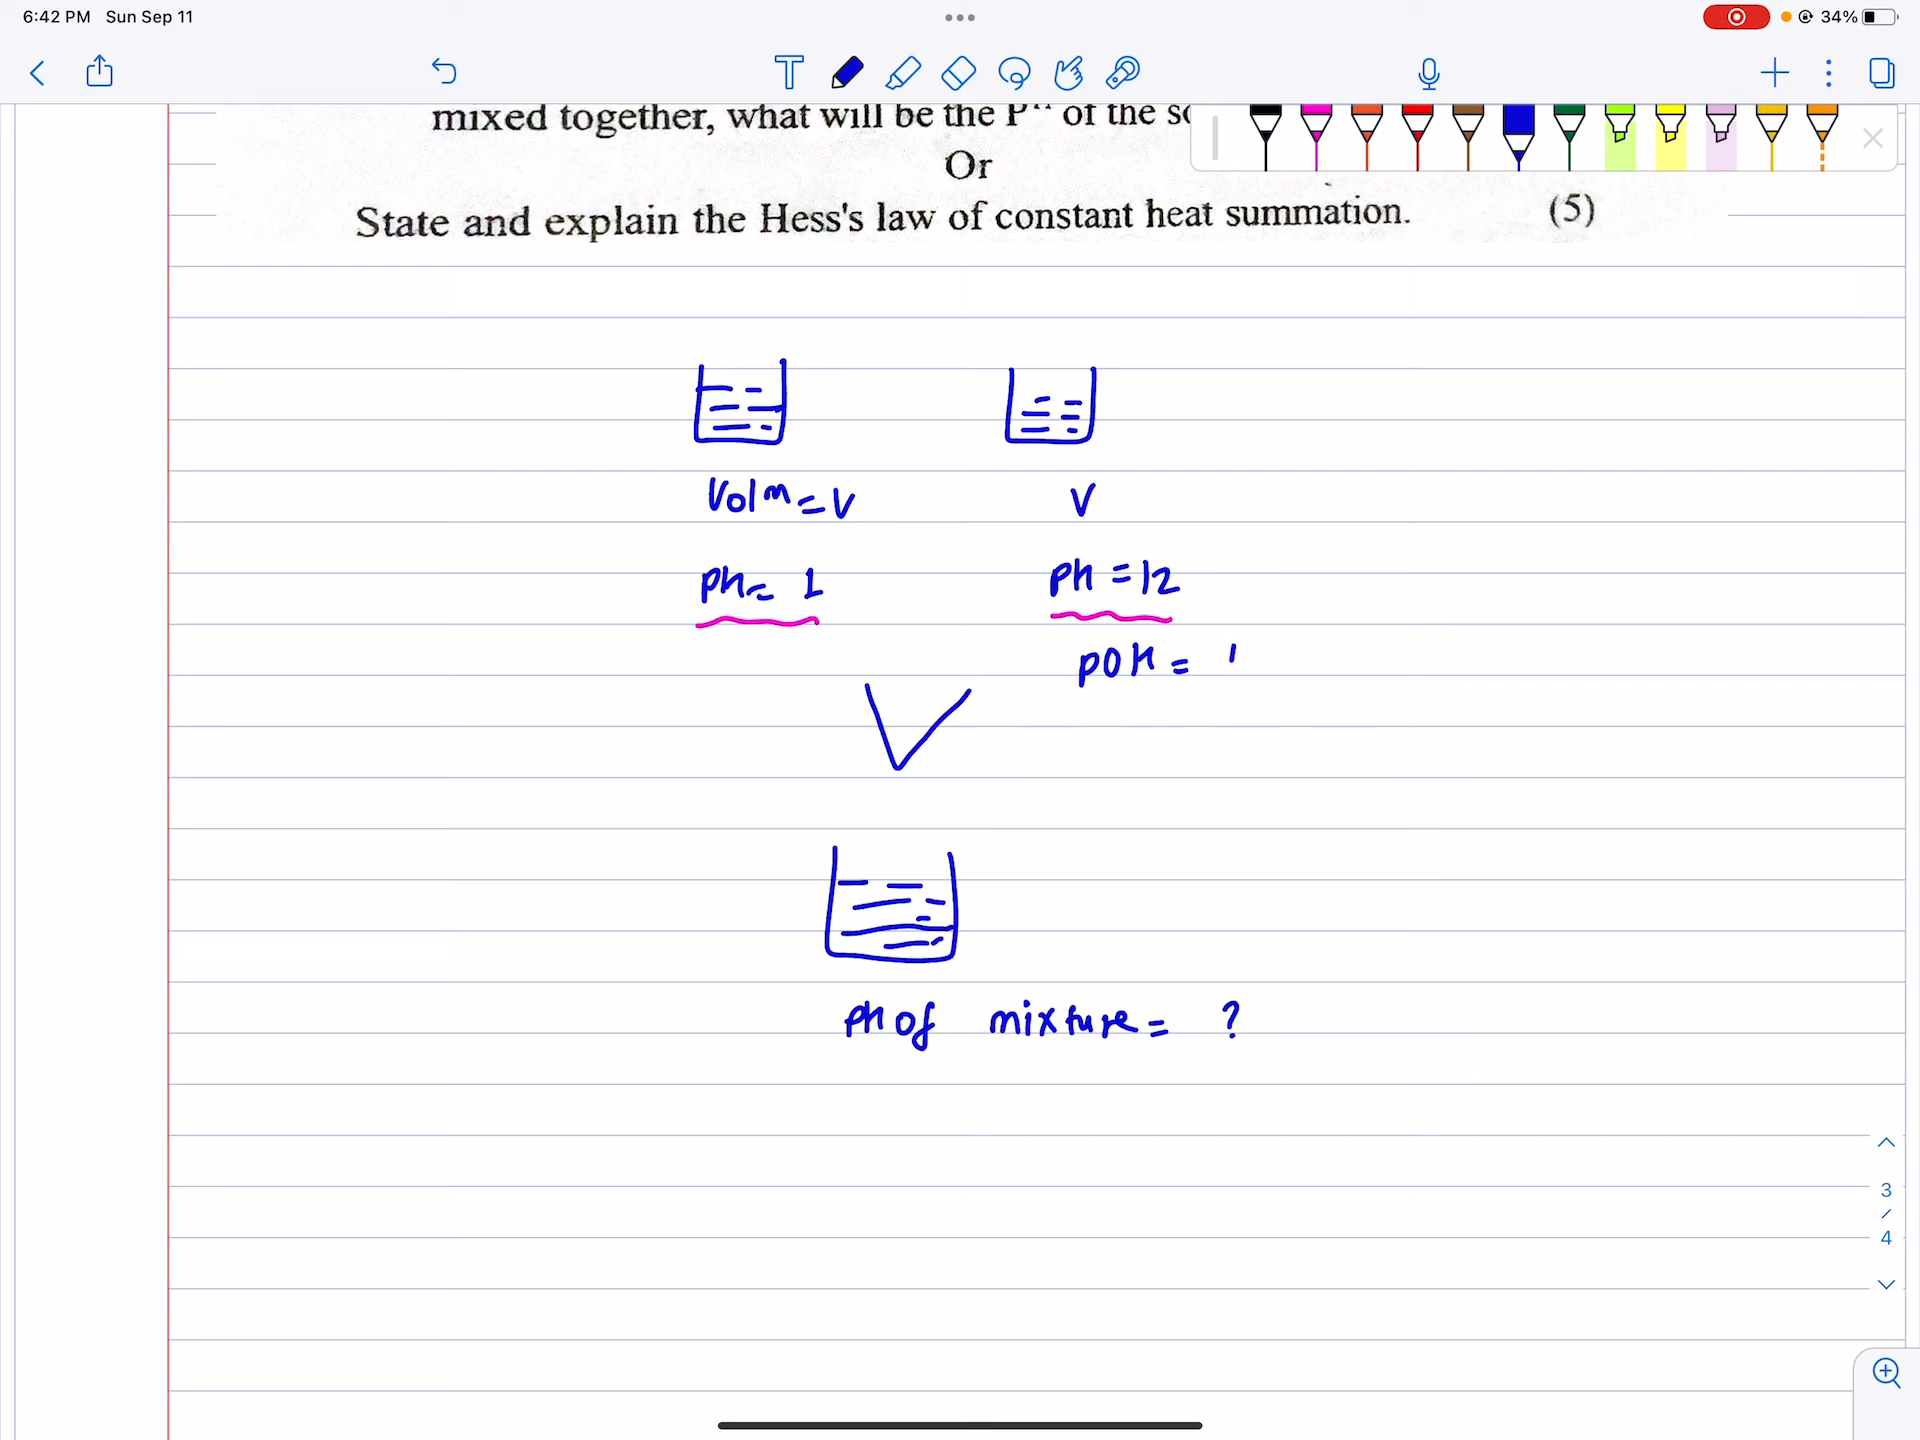 6:42 PM Sun Sep 11
34%
mixed together, what will be the P of the
Or
State and explain the Hess's law of constant heat summation. (5)
Volm = V V
pH = 1 pH = 12
pOH = 1
pH of mixture = ?
3
/
4